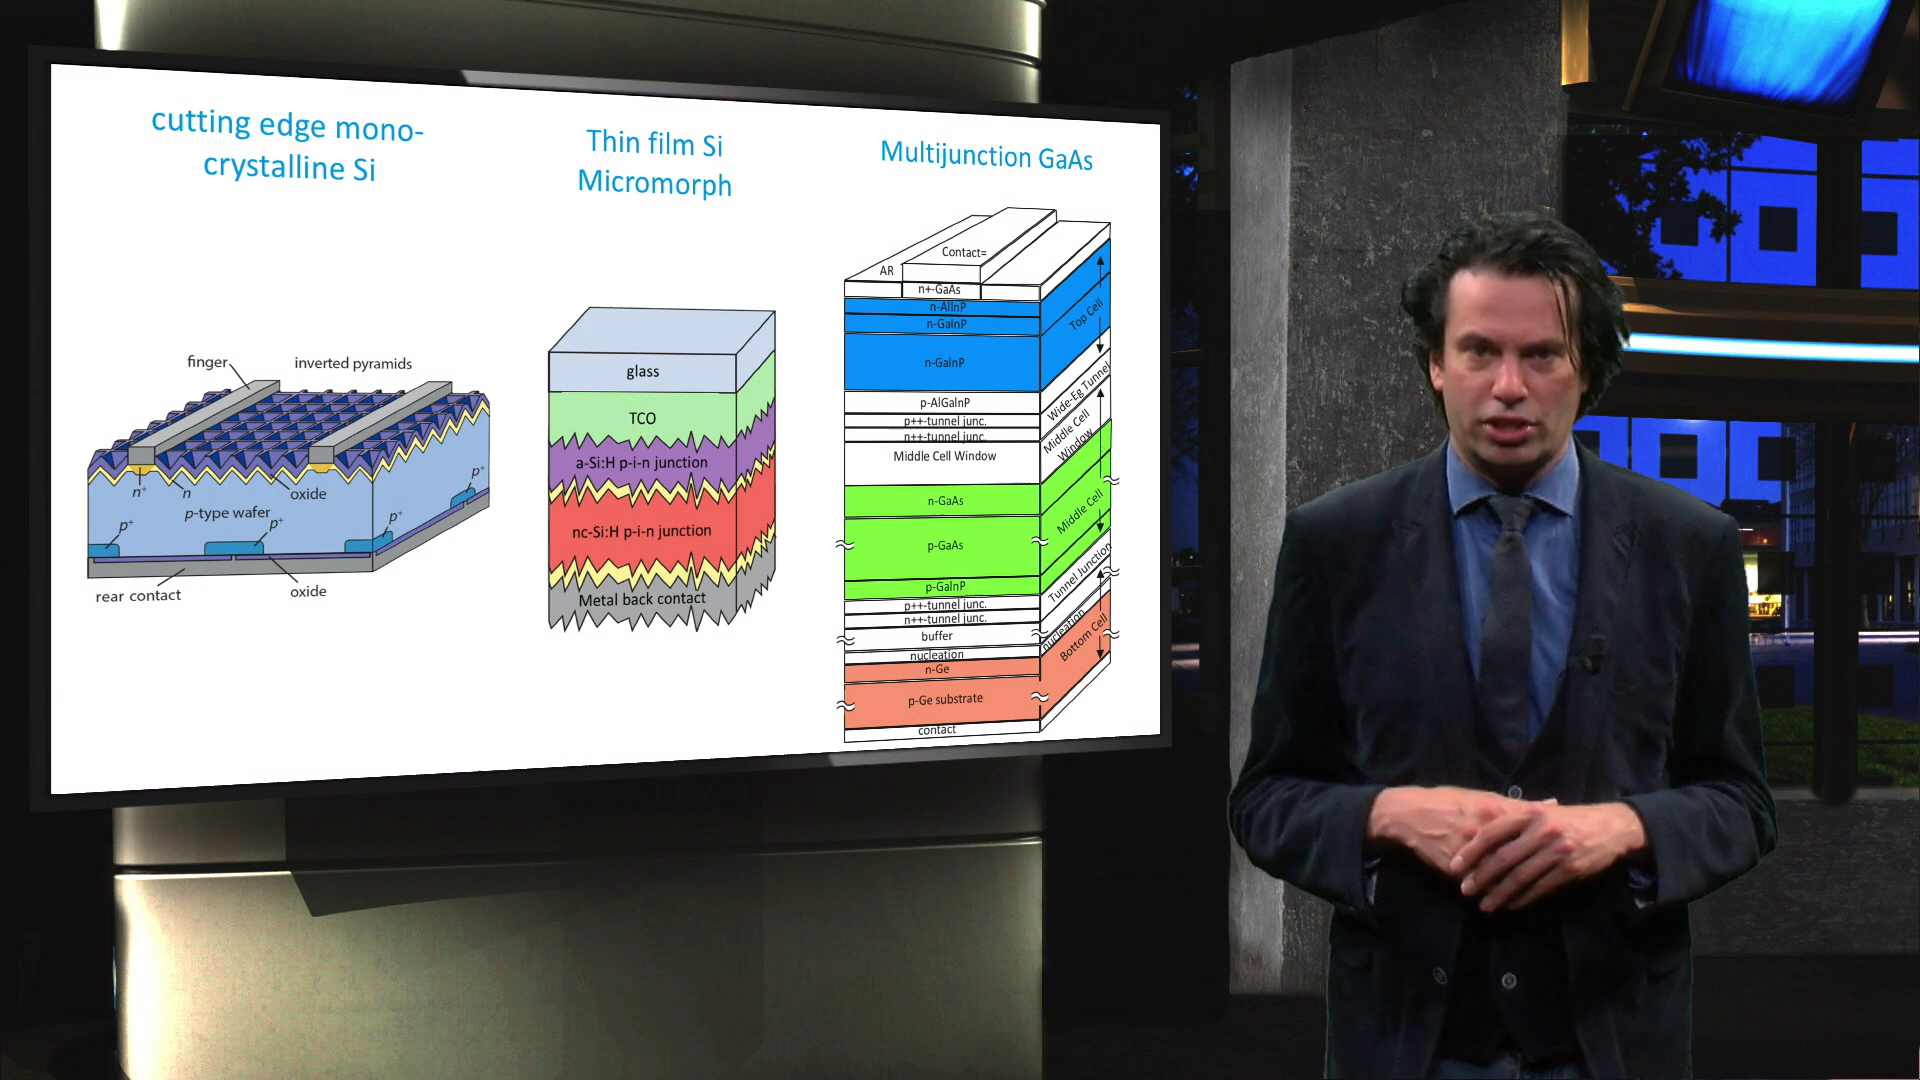 cutting edge mono-
crystalline Si
finger
inverted pyramids
n+
n
oxide
p-type wafer
p+
p+
p+
p+
rear contact
oxide
Thin film Si
Micromorph
glass
TCO
a-Si:H p-i-n junction
nc-Si:H p-i-n junction
Metal back contact
Multijunction GaAs
Contact=
AR
n+-GaAs
n-AlInP
n-GaInP
n-GaInP
p-AlGaInP
p++-tunnel junc.
n++-tunnel junc.
Middle Cell Window
n-GaAs
p-GaAs
p-GaInP
p++-tunnel junc.
n++-tunnel junc.
buffer
nucleation
n-Ge
p-Ge substrate
contact
Top Cell
Wide-Eg Tunnel
Middle Cell
Window
Middle Cell
Tunnel Junction
nucleation
Bottom Cell